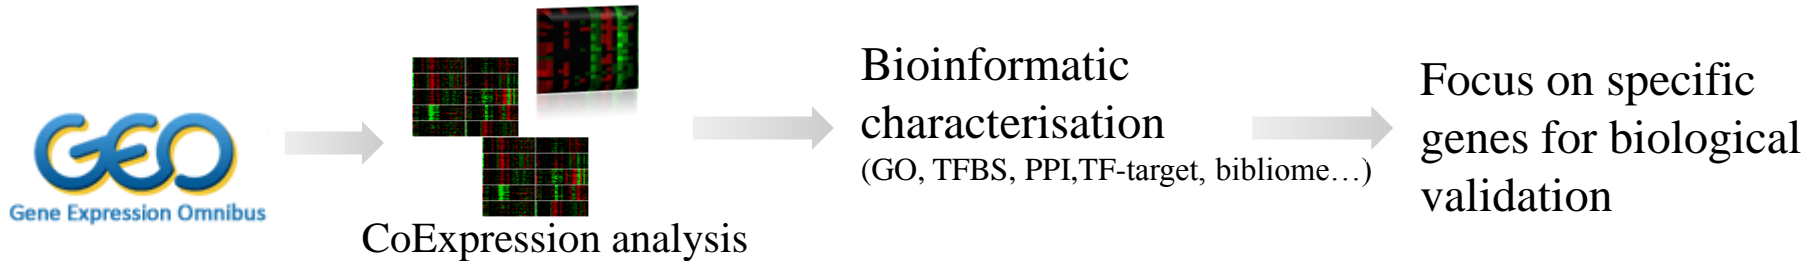 GEO
Gene Expression Omnibus
CoExpression analysis
Bioinformatic
characterisation
(GO, TFBS, PPI,TF-target, bibliome…)
Focus on specific
genes for biological
validation